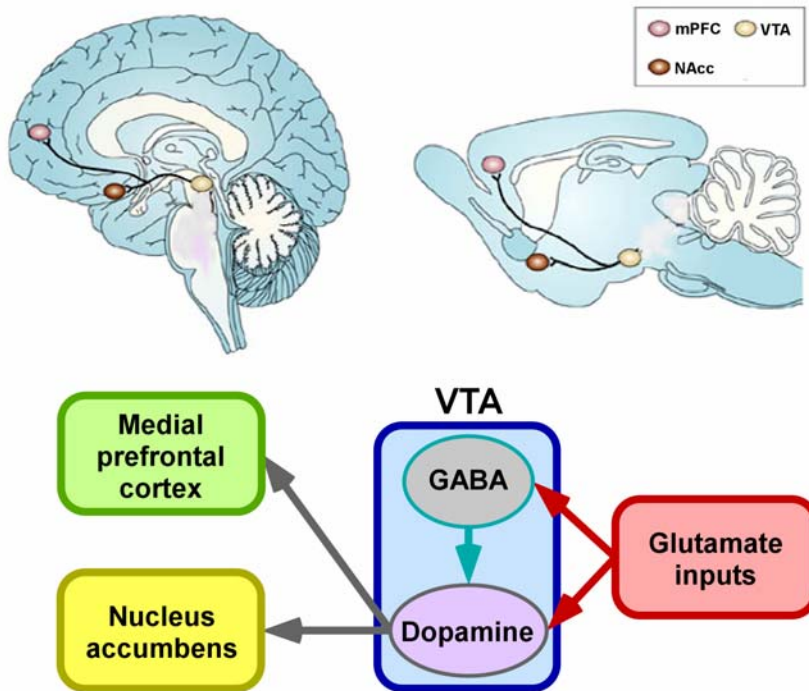 mPFC VTA
NAcc
VTA
Medial
prefrontal
cortex
GABA
Glutamate
inputs
Nucleus
accumbens
Dopamine